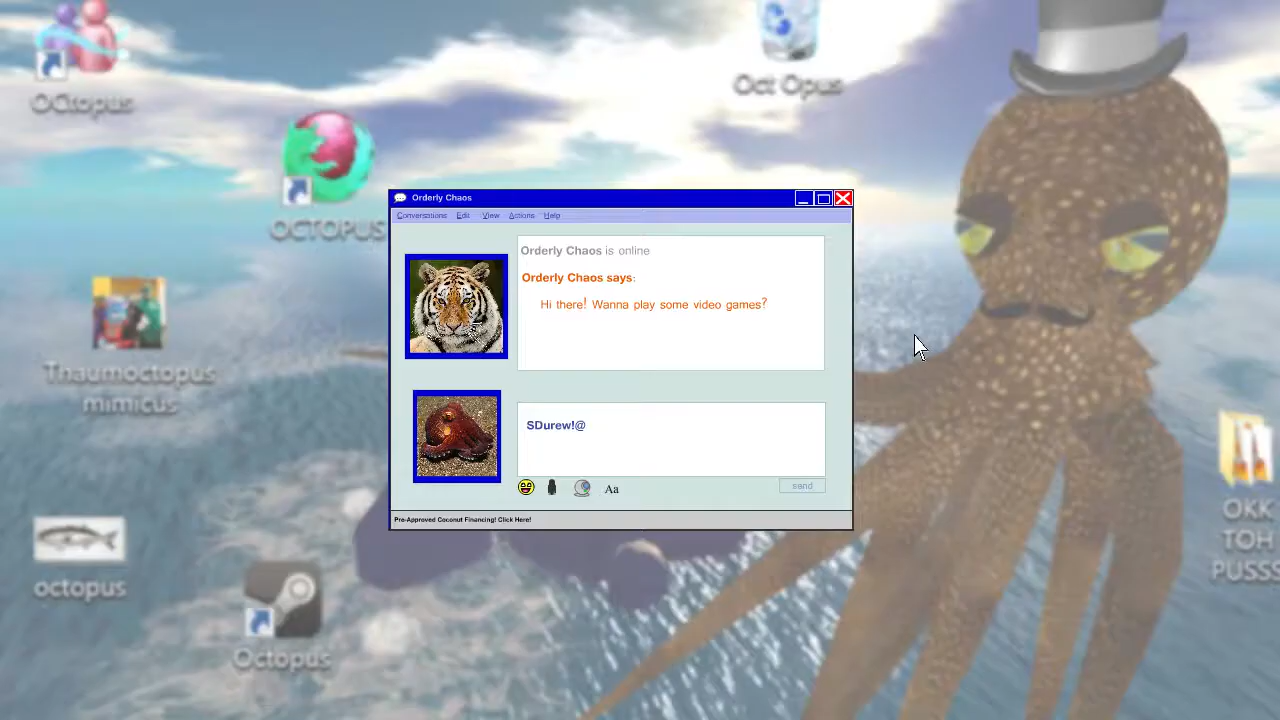 OCtopus
Oct Opus
OCTOPUS
Orderly Chaos
Conversations Edit View Actions Help
Orderly Chaos is online
Orderly Chaos says:
Hi there! Wanna play some video games?
Thaumoctopus
mimicus
SDurew!@
Aa
send
Pre-Approved Coconut Financing! Click Here!
OKK
TOH
PUSSS
octopus
Octopus